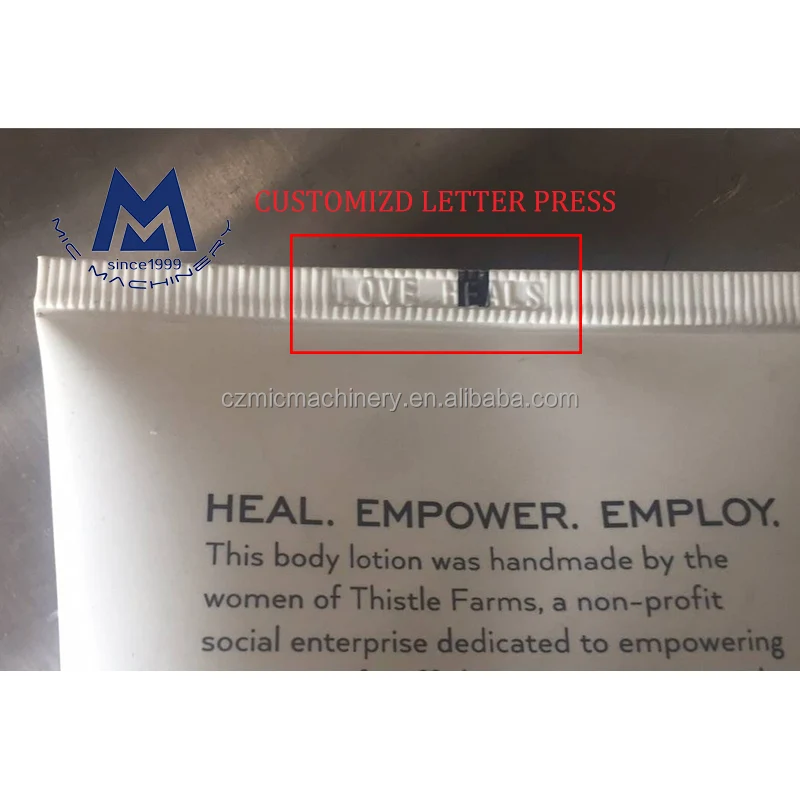 CUSTOMIZD LETTER PRESS
MIC MACHINERY
since1999
LOVE HEALS
czmicmachinery.en.alibaba.com
HEAL. EMPOWER. EMPLOY.
This body lotion was handmade by the
women of Thistle Farms, a non-profit
social enterprise dedicated to empowering